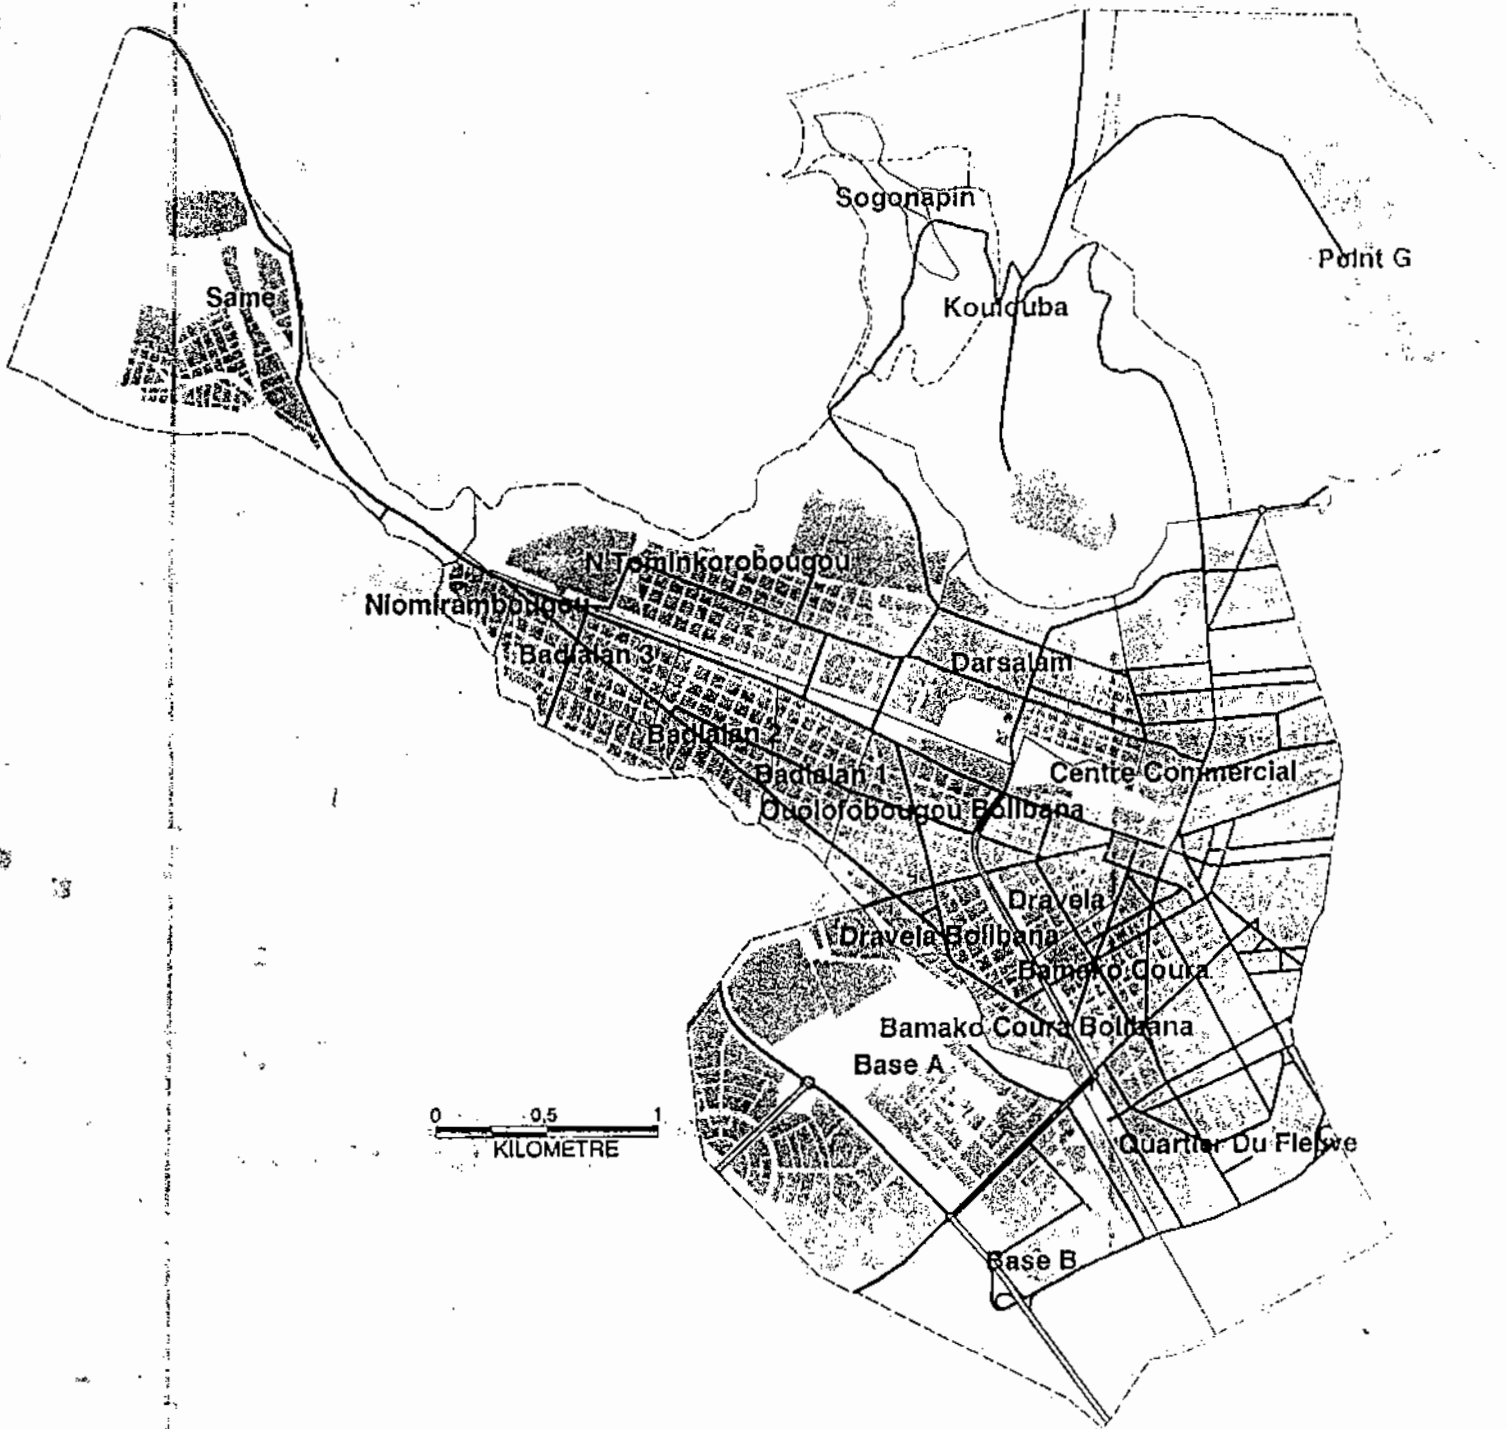 Sogonapin
Point G
Same
Koulouba
N'Tominkorobougou
Niomirambougou
Badialan 3
Darsalam
Badialan 2
Badialan 1
Centre Commercial
Ouolofobougou Bolibana
Dravela
Dravela Bolibana
Bamako Coura
Bamako Coura Bolibana
Base A
0 0,5 1
KILOMETRE
Quartier Du Fleuve
Base B